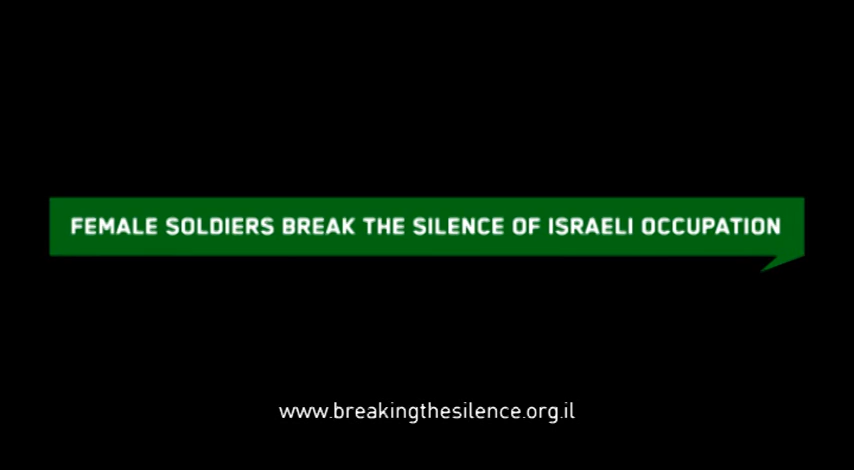 FEMALE SOLDIERS BREAK THE SILENCE OF ISRAELI OCCUPATION
www.breakingthesilence.org.il